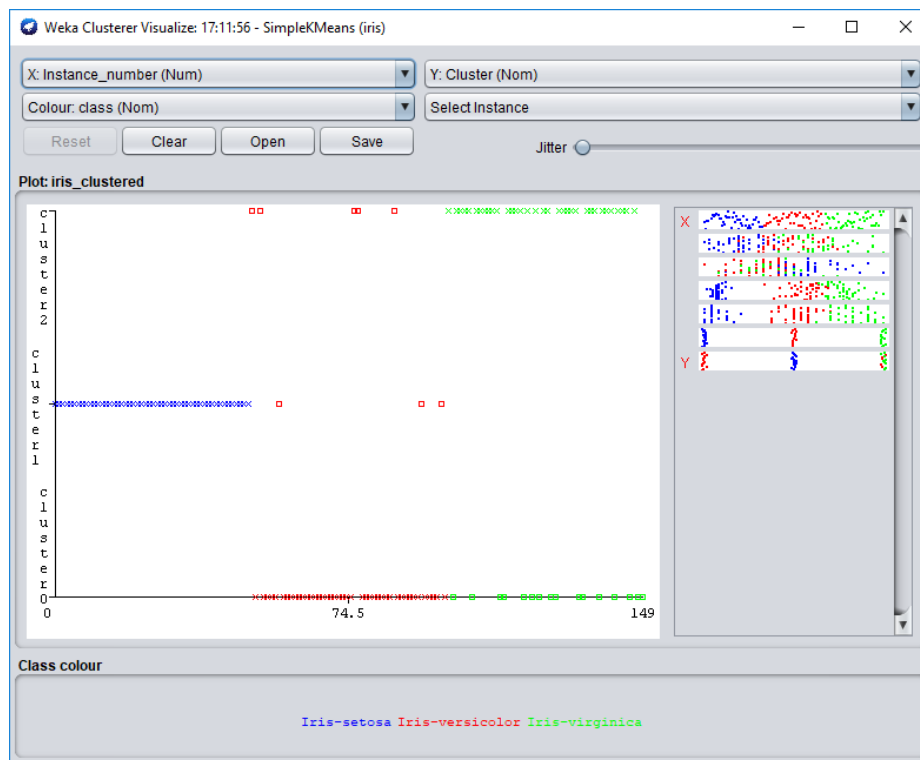 Weka Clusterer Visualize: 17:11:56 - SimpleKMeans (iris)
X: Instance_number (Num)
Y: Cluster (Nom)
Colour: class (Nom)
Select Instance
Reset
Clear
Open
Save
Jitter
Plot: iris_clustered
cluster2
cluster1
cluster0
0
74.5
149
X
Y
Class colour
Iris-setosa Iris-versicolor Iris-virginica